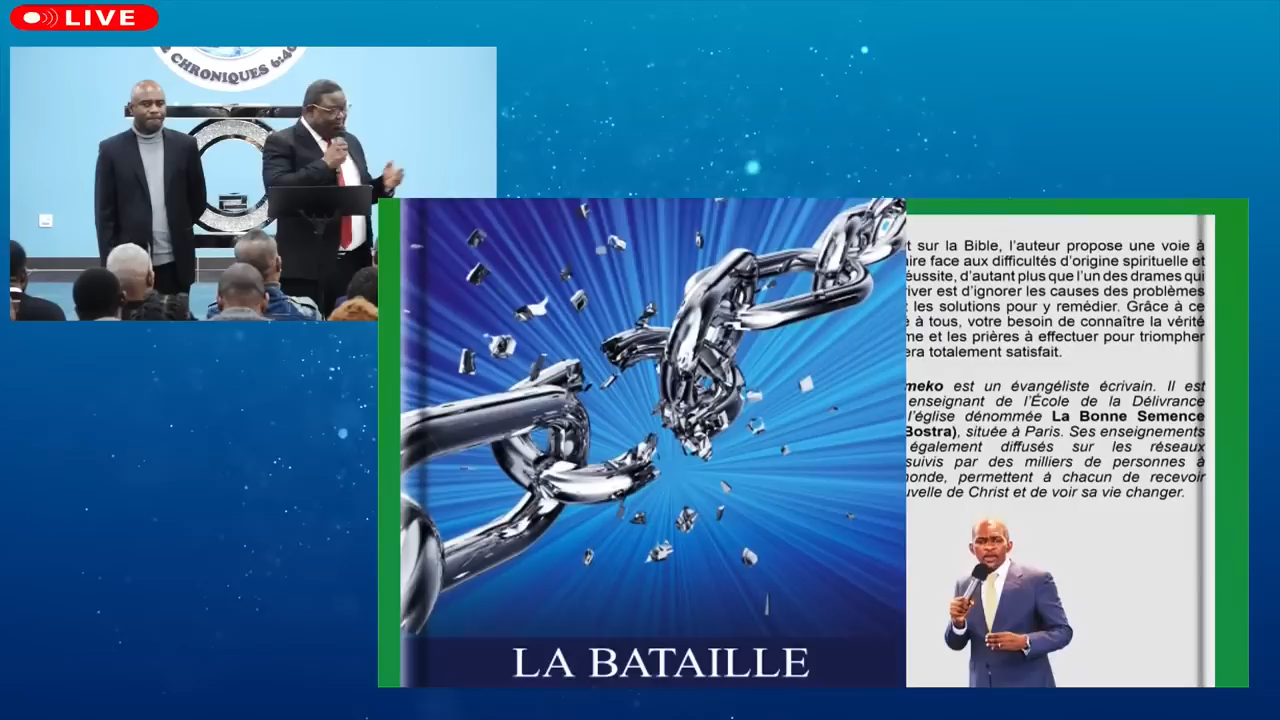 LIVE
CHRONIQUES 6:40
t sur la Bible, l'auteur propose une voie à
ire face aux difficultés d'origine spirituelle et
éussite, d'autant plus que l'un des drames qui
iver est d'ignorer les causes des problèmes
les solutions pour y remédier. Grâce à ce
à tous, votre besoin de connaître la vérité
me et les prières à effectuer pour triompher
era totalement satisfait.
meko est un évangéliste écrivain. Il est
enseignant de l'École de la Délivrance
l'église dénommée La Bonne Semence
Bostra), située à Paris. Ses enseignements
également diffusés sur les réseaux
suivis par des milliers de personnes à
monde, permettent à chacun de recevoir
uvelle de Christ et de voir sa vie changer.
LA BATAILLE